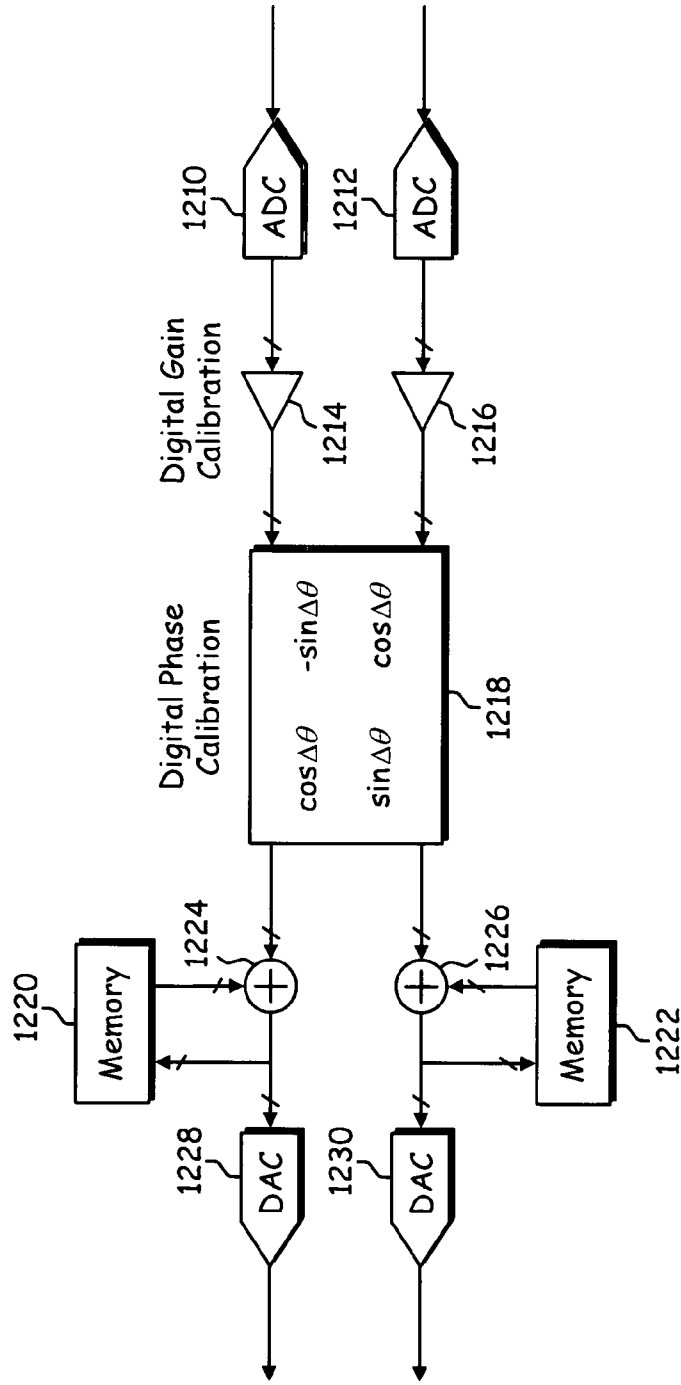 1220
Memory
1228
DAC
1224
+
Digital Phase
Calibration
cosΔθ -sinΔθ
sinΔθ cosΔθ
1218
Digital Gain
Calibration
1214
1210
ADC
1230
DAC
1226
+
1216
1212
ADC
Memory
1222